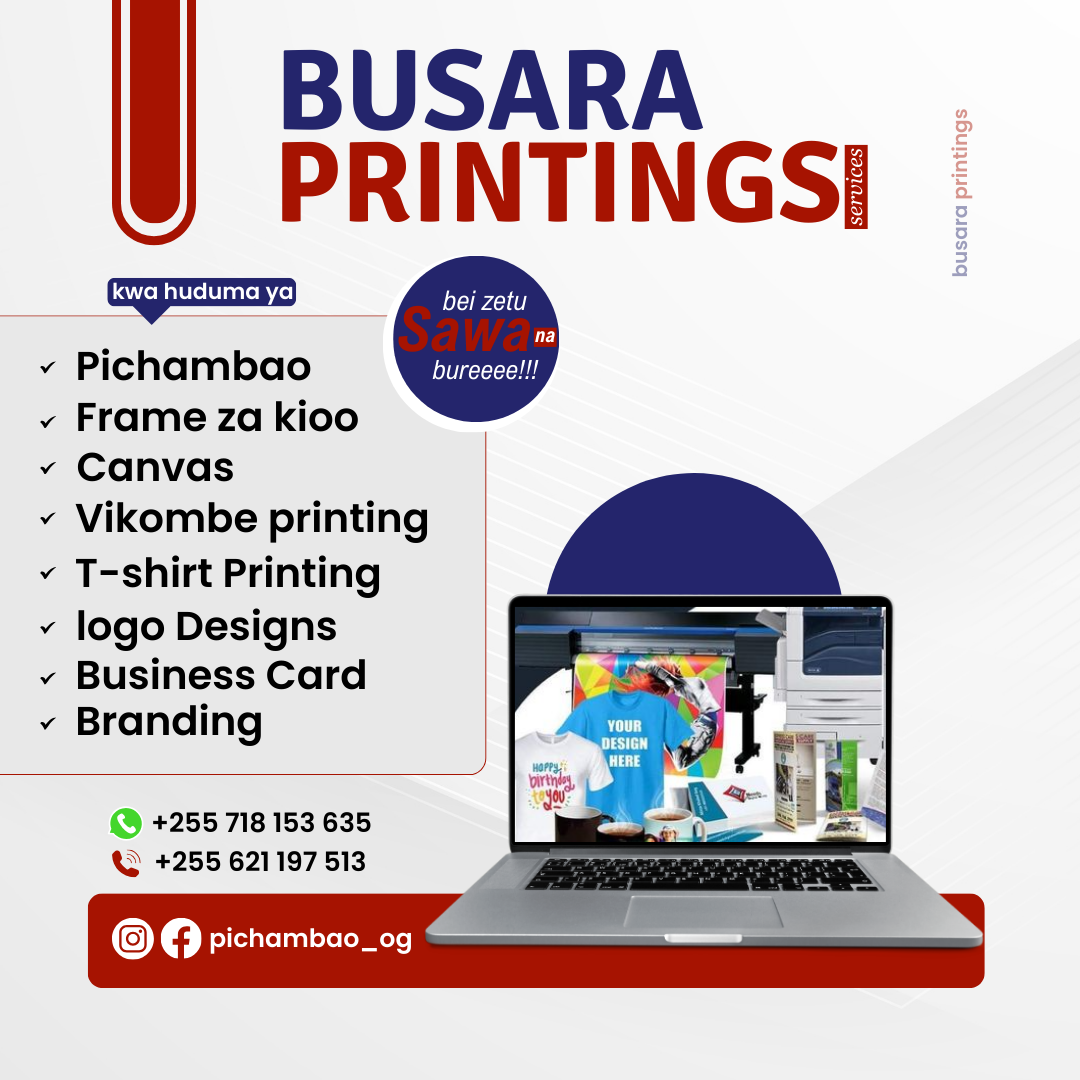 BUSARA
PRINTINGS
services
busara printings
kwa huduma ya
bei zetu
Sawa na
bureeee!!!
Pichambao
Frame za kioo
Canvas
Vikombe printing
T-shirt Printing
logo Designs
Business Card
Branding
YOUR
DESIGN
HERE
HAPPY
birthday
to YOU
+255 718 153 635
+255 621 197 513
pichambao_og